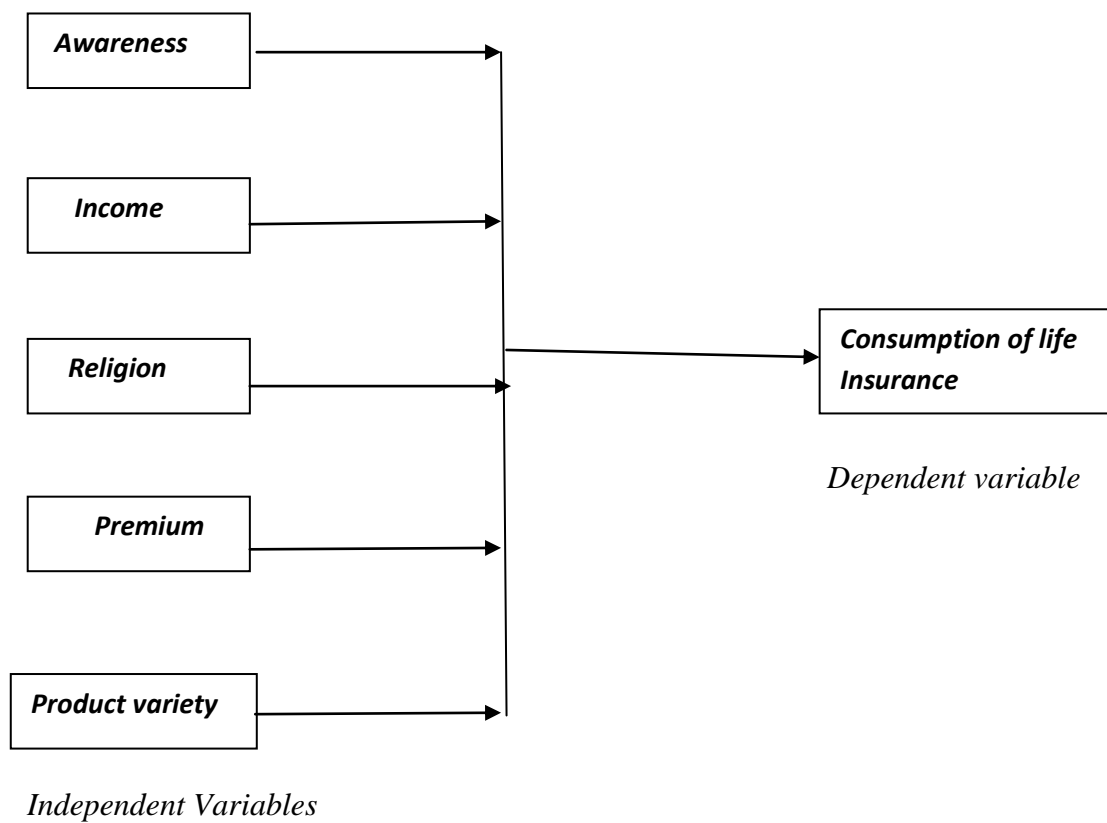 Awareness
Income
Religion
Premium
Product variety
Independent Variables
Consumption of life
Insurance
Dependent variable